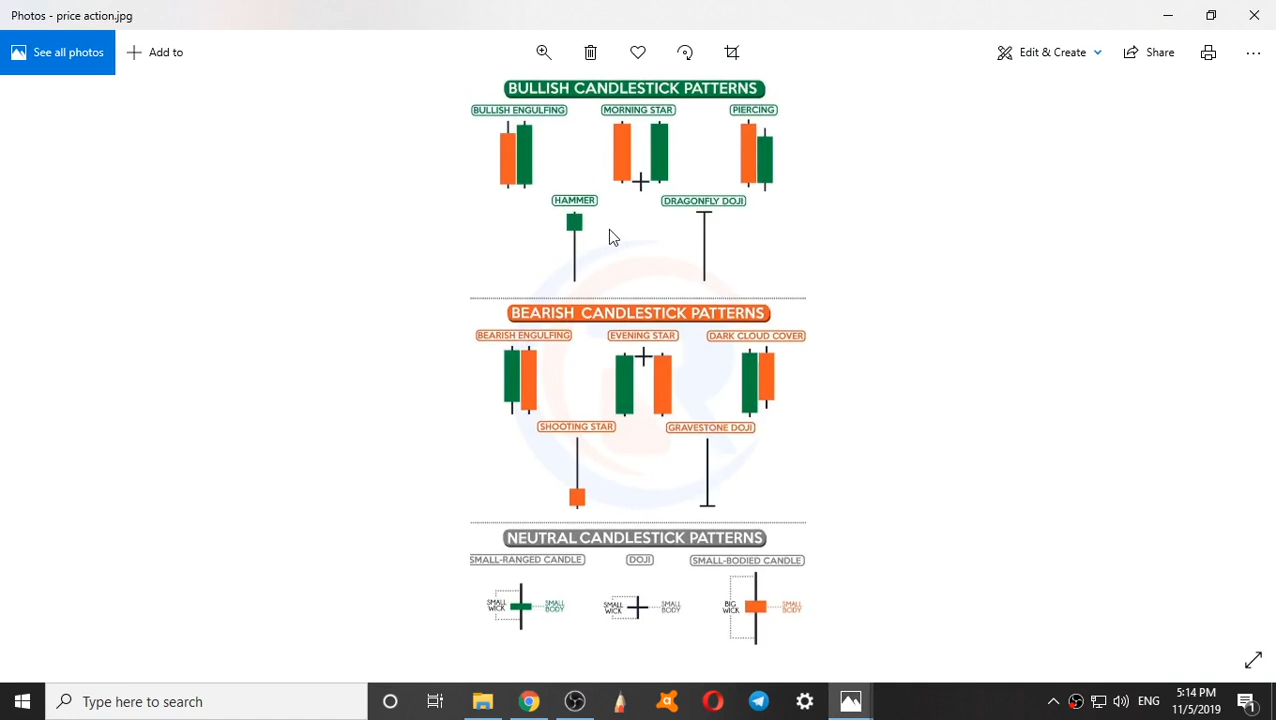 Photos - price action.jpg
See all photos
Add to
Edit & Create
Share
BULLISH CANDLESTICK PATTERNS
BULLISH ENGULFING
MORNING STAR
PIERCING
HAMMER
DRAGONFLY DOJI
BEARISH CANDLESTICK PATTERNS
BEARISH ENGULFING
EVENING STAR
DARK CLOUD COVER
SHOOTING STAR
GRAVESTONE DOJI
NEUTRAL CANDLESTICK PATTERNS
SMALL-RANGED CANDLE
DOJI
SMALL-BODIED CANDLE
SMALL
WICK
SMALL
BODY
SMALL
WICK
SMALL
BODY
BIG
WICK
SMALL
BODY
Type here to search
ENG
5:14 PM
11/5/2019
1